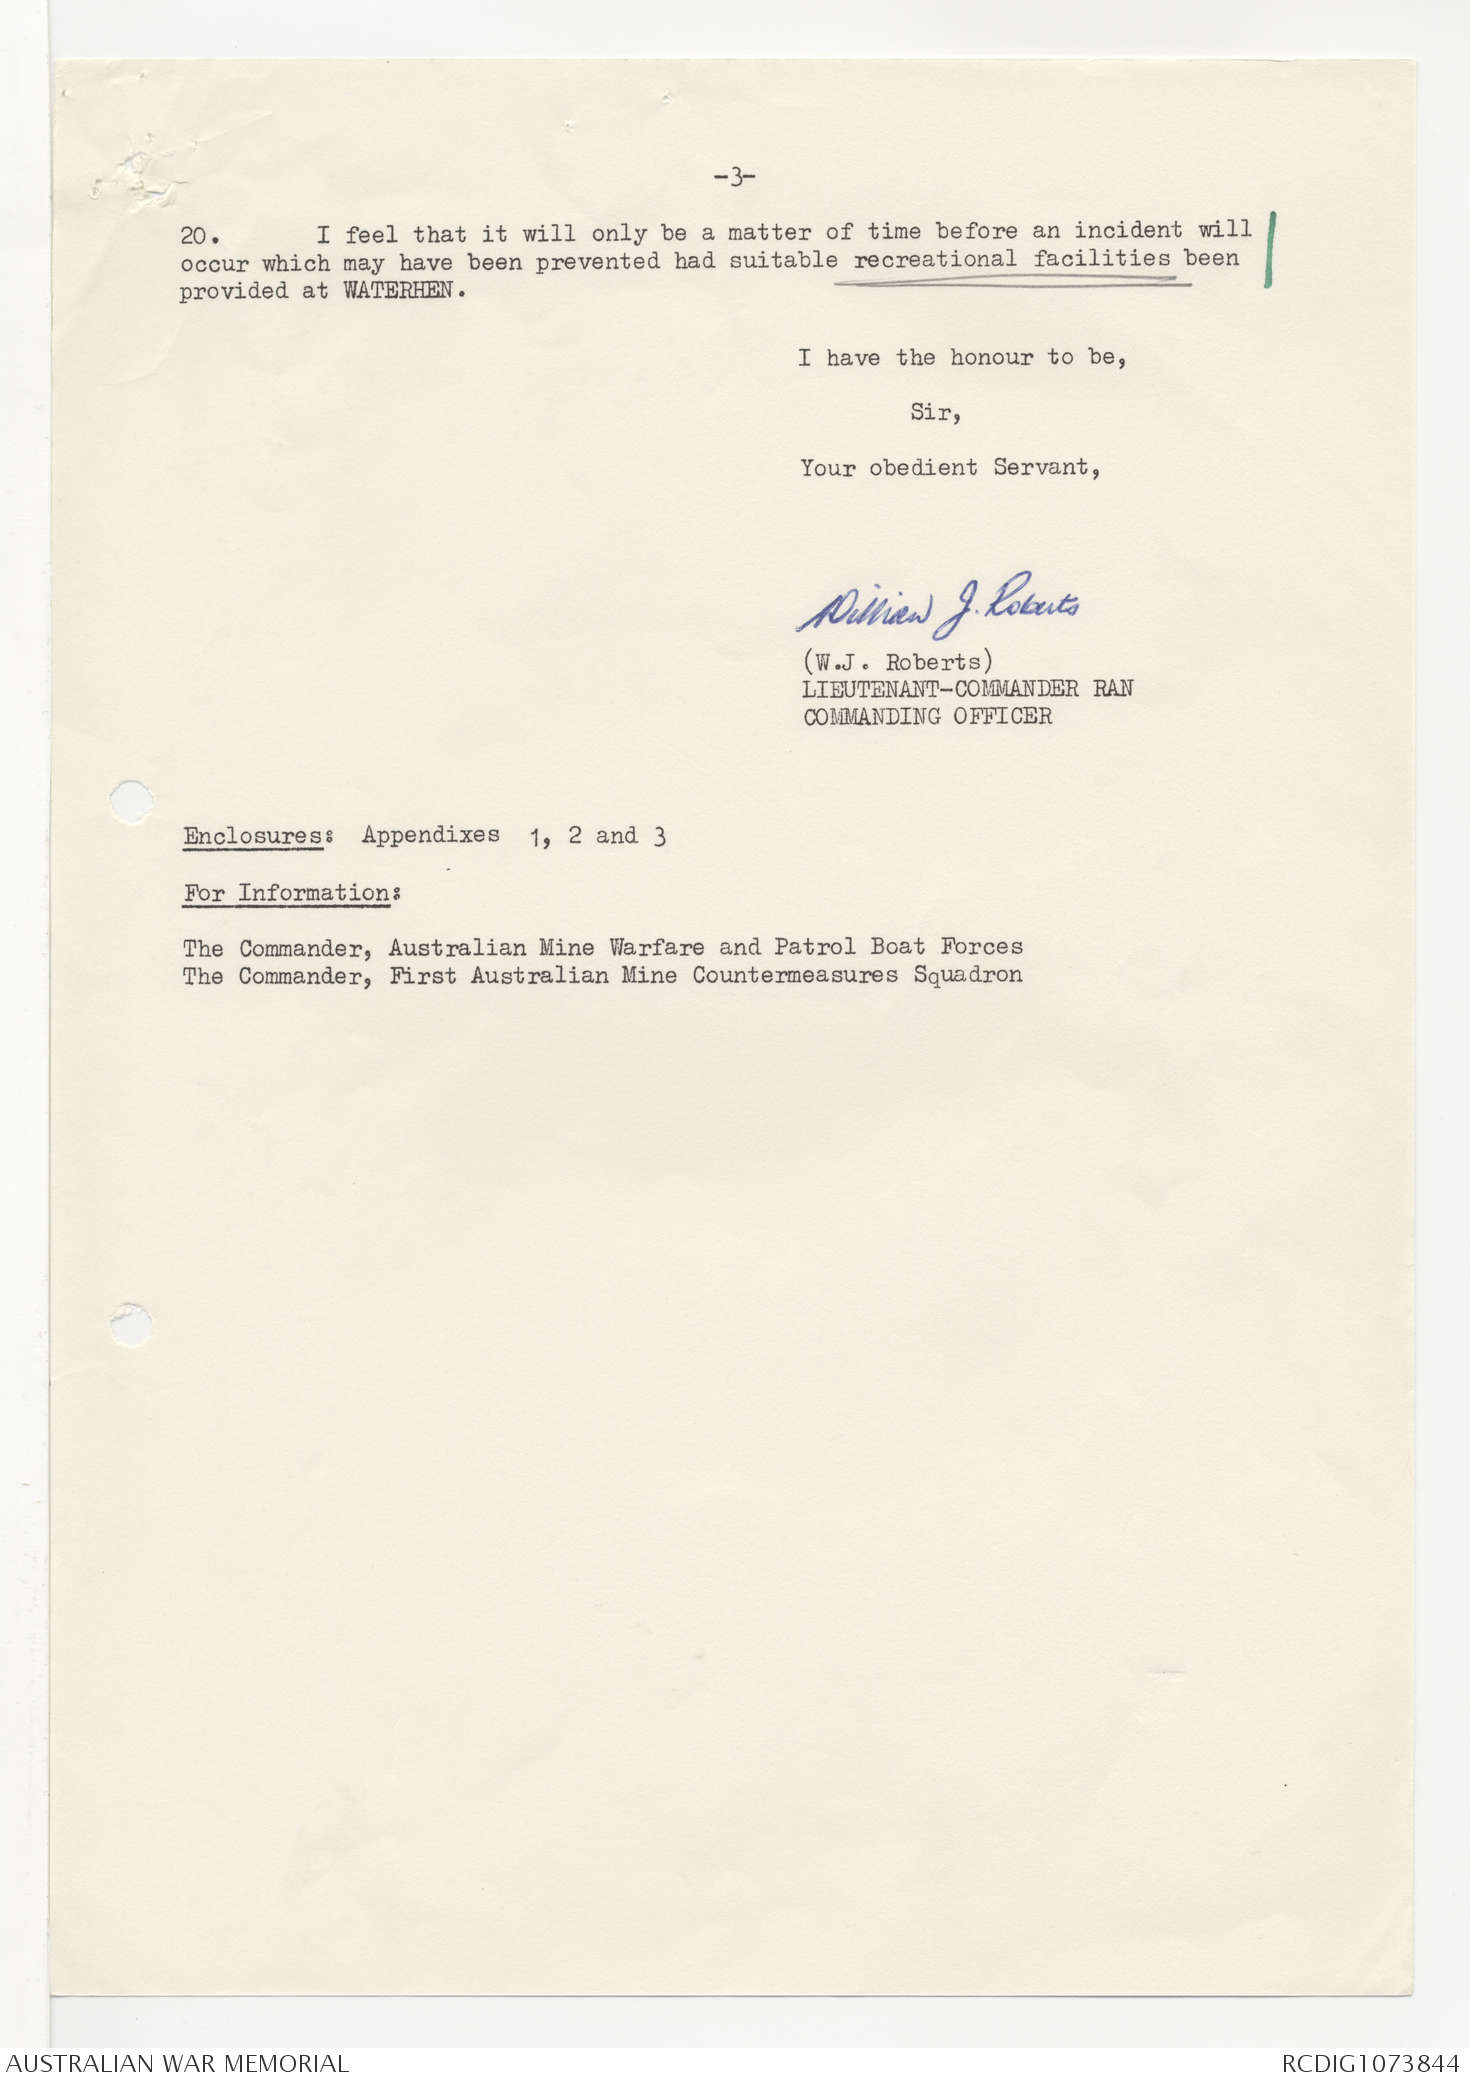 -3-
20. I feel that it will only be a matter of time before an incident will
occur which may have been prevented had suitable recreational facilities been
provided at WATERHEN.
I have the honour to be,
Sir,
Your obedient Servant,
William J. Roberts
(W.J. Roberts)
LIEUTENANT-COMMANDER RAN
COMMANDING OFFICER
Enclosures: Appendixes 1, 2 and 3
For Information:
The Commander, Australian Mine Warfare and Patrol Boat Forces
The Commander, First Australian Mine Countermeasures Squadron
AUSTRALIAN WAR MEMORIAL
RCDIG1073844